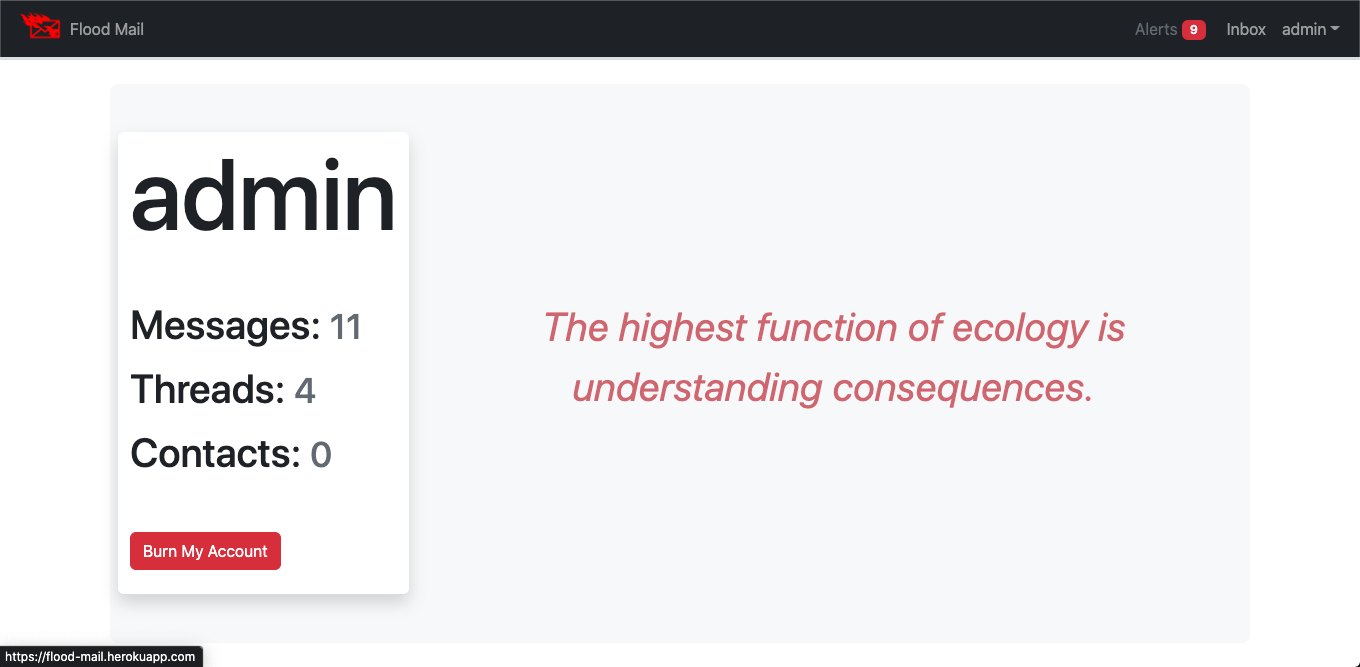 Flood Mail
Alerts 9 Inbox admin
admin
Messages: 11
Threads: 4
Contacts: 0
Burn My Account
The highest function of ecology is
understanding consequences.
https://flood-mail.herokuapp.com